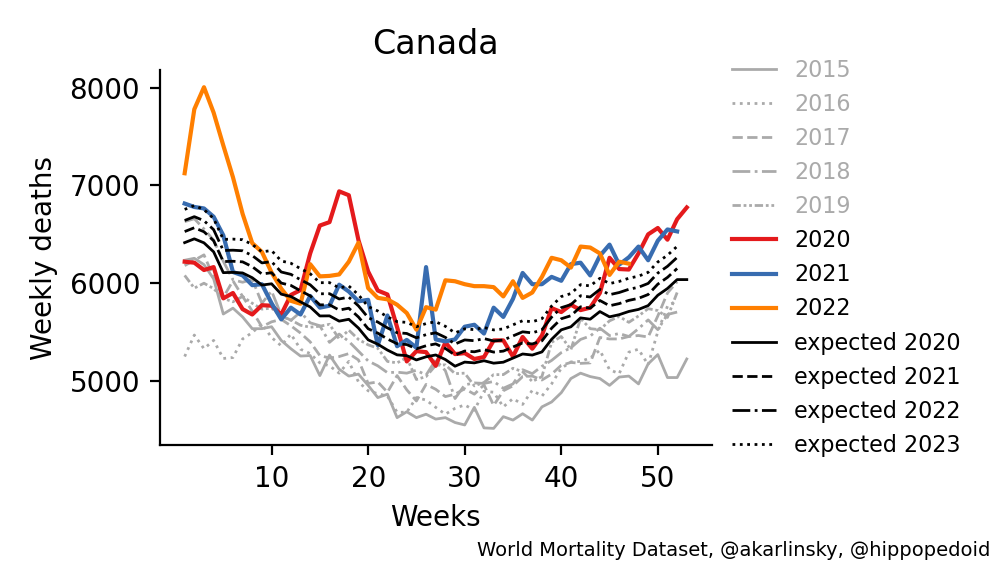 Canada
Weekly deaths
8000
7000
6000
5000
10 20 30 40 50
Weeks
2015
2016
2017
2018
2019
2020
2021
2022
expected 2020
expected 2021
expected 2022
expected 2023
World Mortality Dataset, @akarlinsky, @hippopedoid